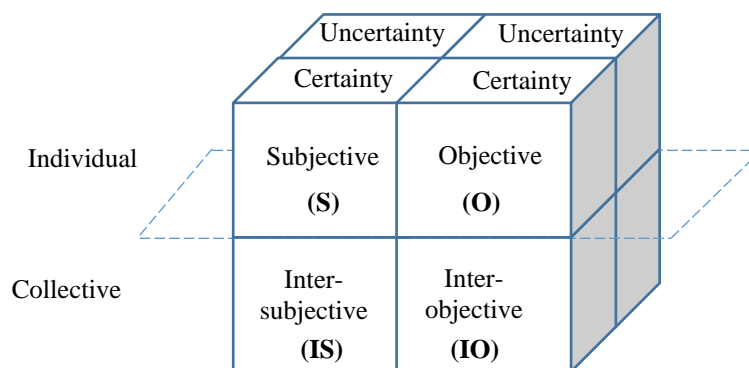 Uncertainty Uncertainty
Certainty Certainty
Individual
Subjective Objective
(S) (O)
Collective
Inter- Inter-
subjective objective
(IS) (IO)